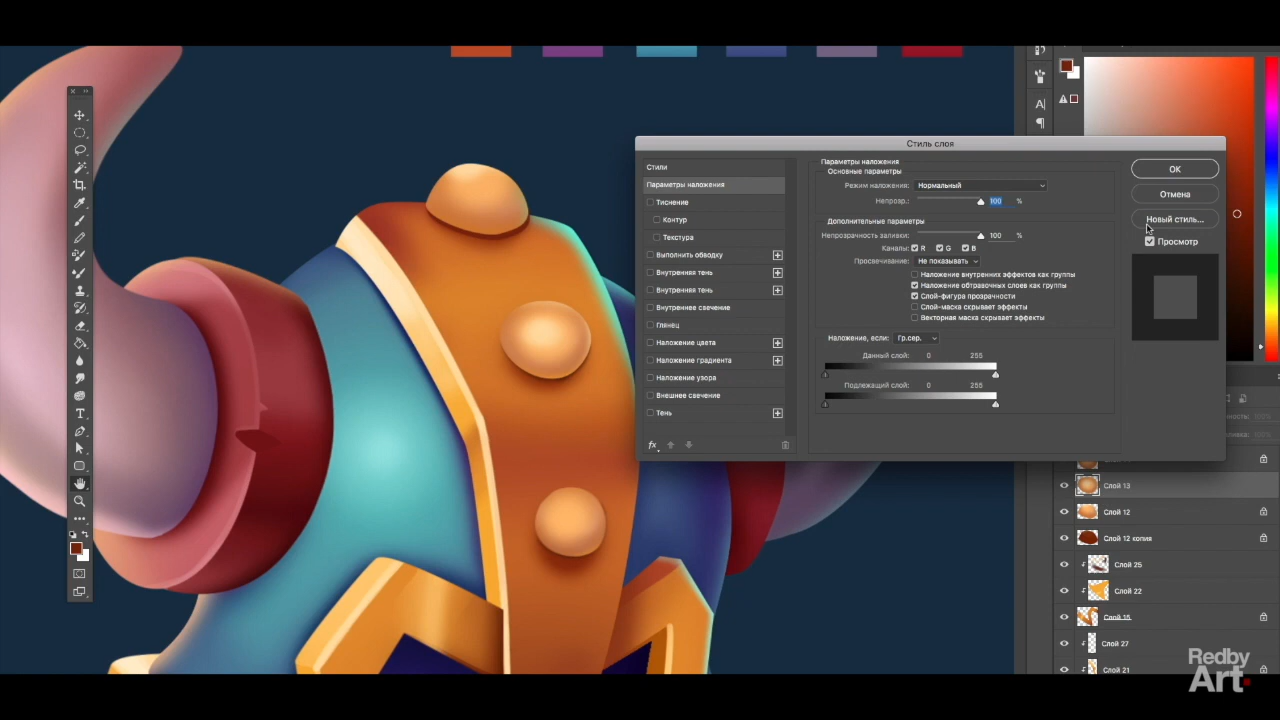 Стиль слоя
Стили
Параметры наложения
Тиснение
Контур
Текстура
Выполнить обводку
Внутренняя тень
Внутренняя тень
Внутреннее свечение
Глянец
Наложение цвета
Наложение градиента
Наложение узора
Внешнее свечение
Тень
fx
Параметры наложения
Основные параметры
Режим наложения: Нормальный
Непрозр.: 100 %
Дополнительные параметры
Непрозрачность заливки: 100 %
Каналы: R G B
Просвечивание: Не показывать
Наложение внутренних эффектов как группы
Наложение обтравочных слоев как группы
Слой-фигура прозрачности
Слой-маска скрывает эффекты
Векторная маска скрывает эффекты
Наложение, если: Гр.сер.
Данный слой: 0 255
Подлежащий слой: 0 255
OK
Отмена
Новый стиль...
Просмотр
Слой 13
Слой 12
Слой 12 копия
Слой 25
Слой 22
Слой 15
Слой 27
Слой 21
Redby
Art